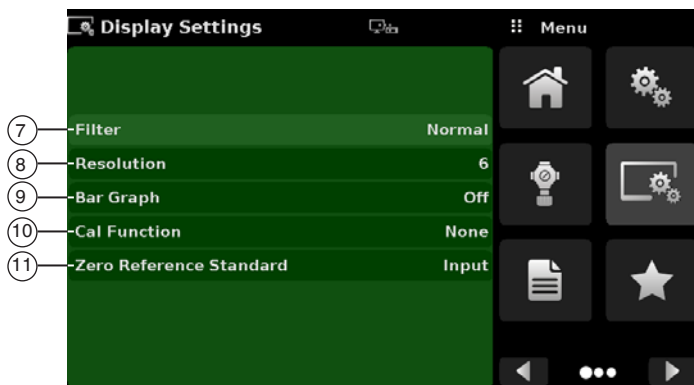 Display Settings
Menu
7 Filter Normal
8 Resolution 6
9 Bar Graph Off
10 Cal Function None
11 Zero Reference Standard Input